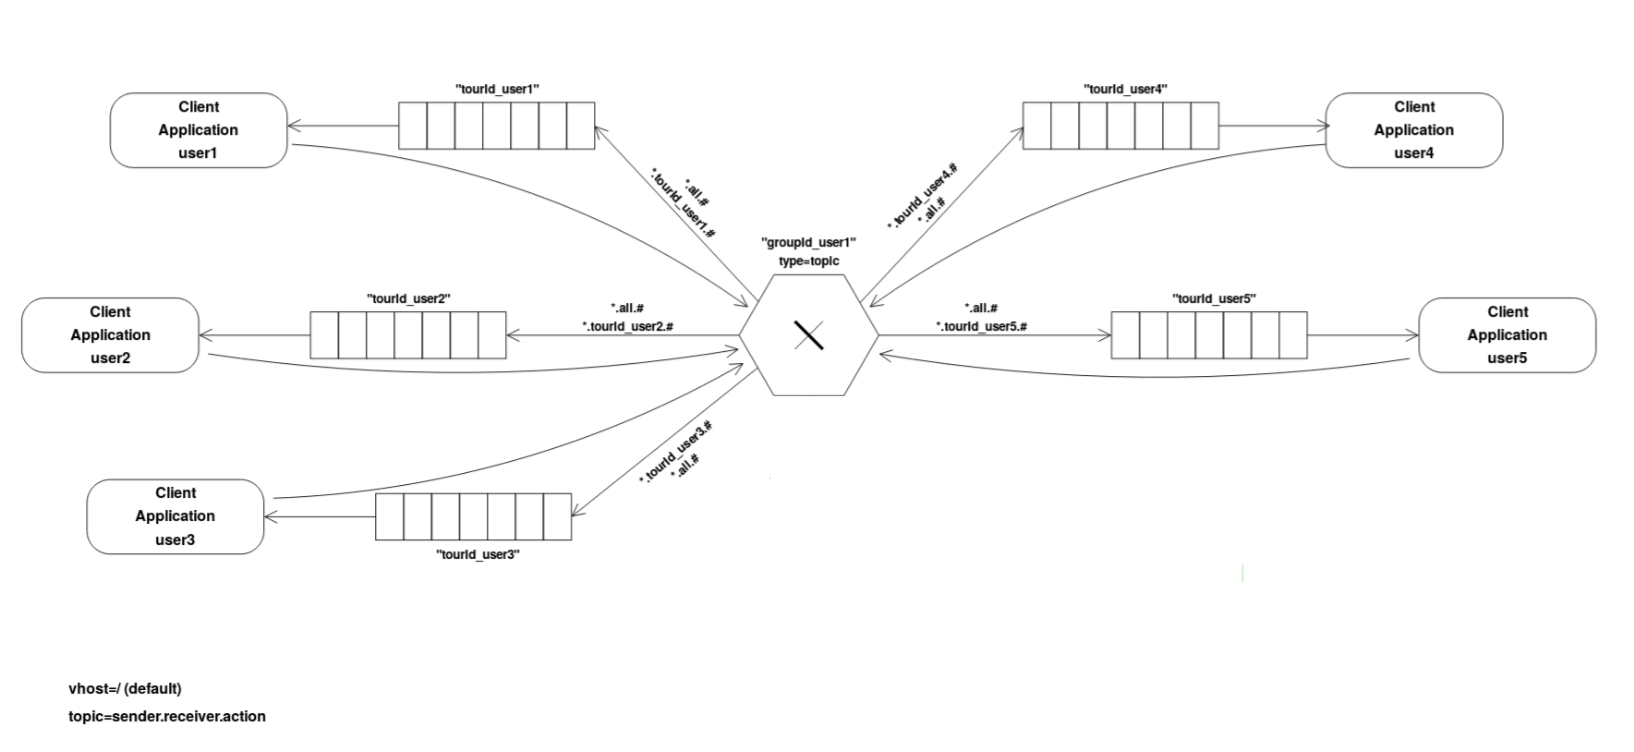 "tourId_user1"
"tourId_user4"
Client
Application
user1
Client
Application
user4
*.all.#
*.tourId_user1.#
*.tourId_user4.#
*.all.#
"groupId_user1"
type=topic
"tourId_user2"
*.all.#
*.tourId_user2.#
*.all.#
*.tourId_user5.#
"tourId_user5"
Client
Application
user2
Client
Application
user5
*.tourId_user3.#
*.all.#
Client
Application
user3
"tourId_user3"
vhost=/ (default)
topic=sender.receiver.action